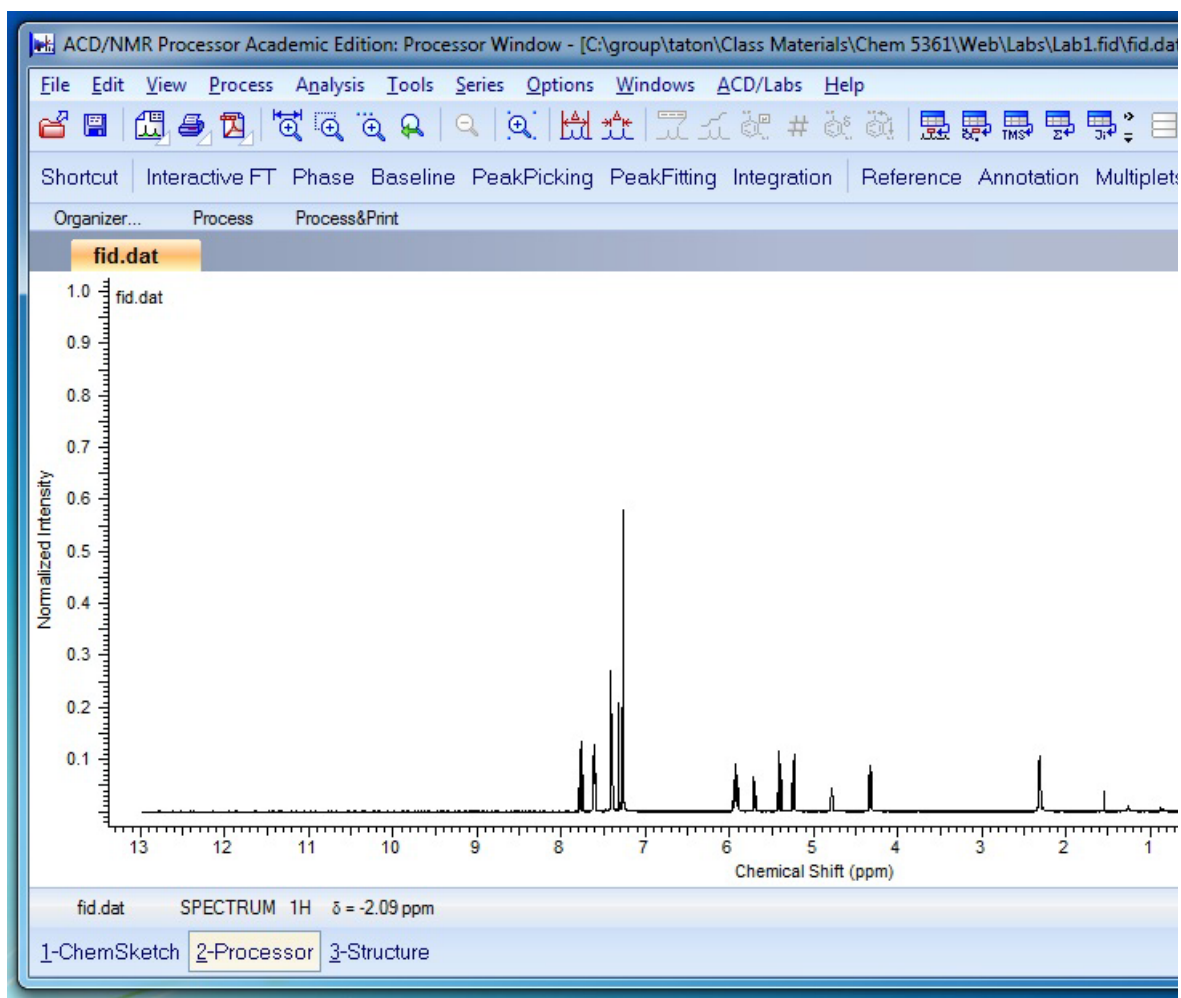 ACD/NMR Processor Academic Edition: Processor Window - [C:\group\taton\Class Materials\Chem 5361\Web\Labs\Lab1.fid\fid.dat
File Edit View Process Analysis Tools Series Options Windows ACD/Labs Help
TMS Σ Ji
Shortcut Interactive FT Phase Baseline PeakPicking PeakFitting Integration Reference Annotation Multiplets
Organizer... Process Process&Print
fid.dat
1.0
fid.dat
0.9
0.8
0.7
0.6
0.5
0.4
0.3
0.2
0.1
Normalized Intensity
13 12 11 10 9 8 7 6 5 4 3 2 1
Chemical Shift (ppm)
fid.dat SPECTRUM 1H δ = -2.09 ppm
1-ChemSketch 2-Processor 3-Structure